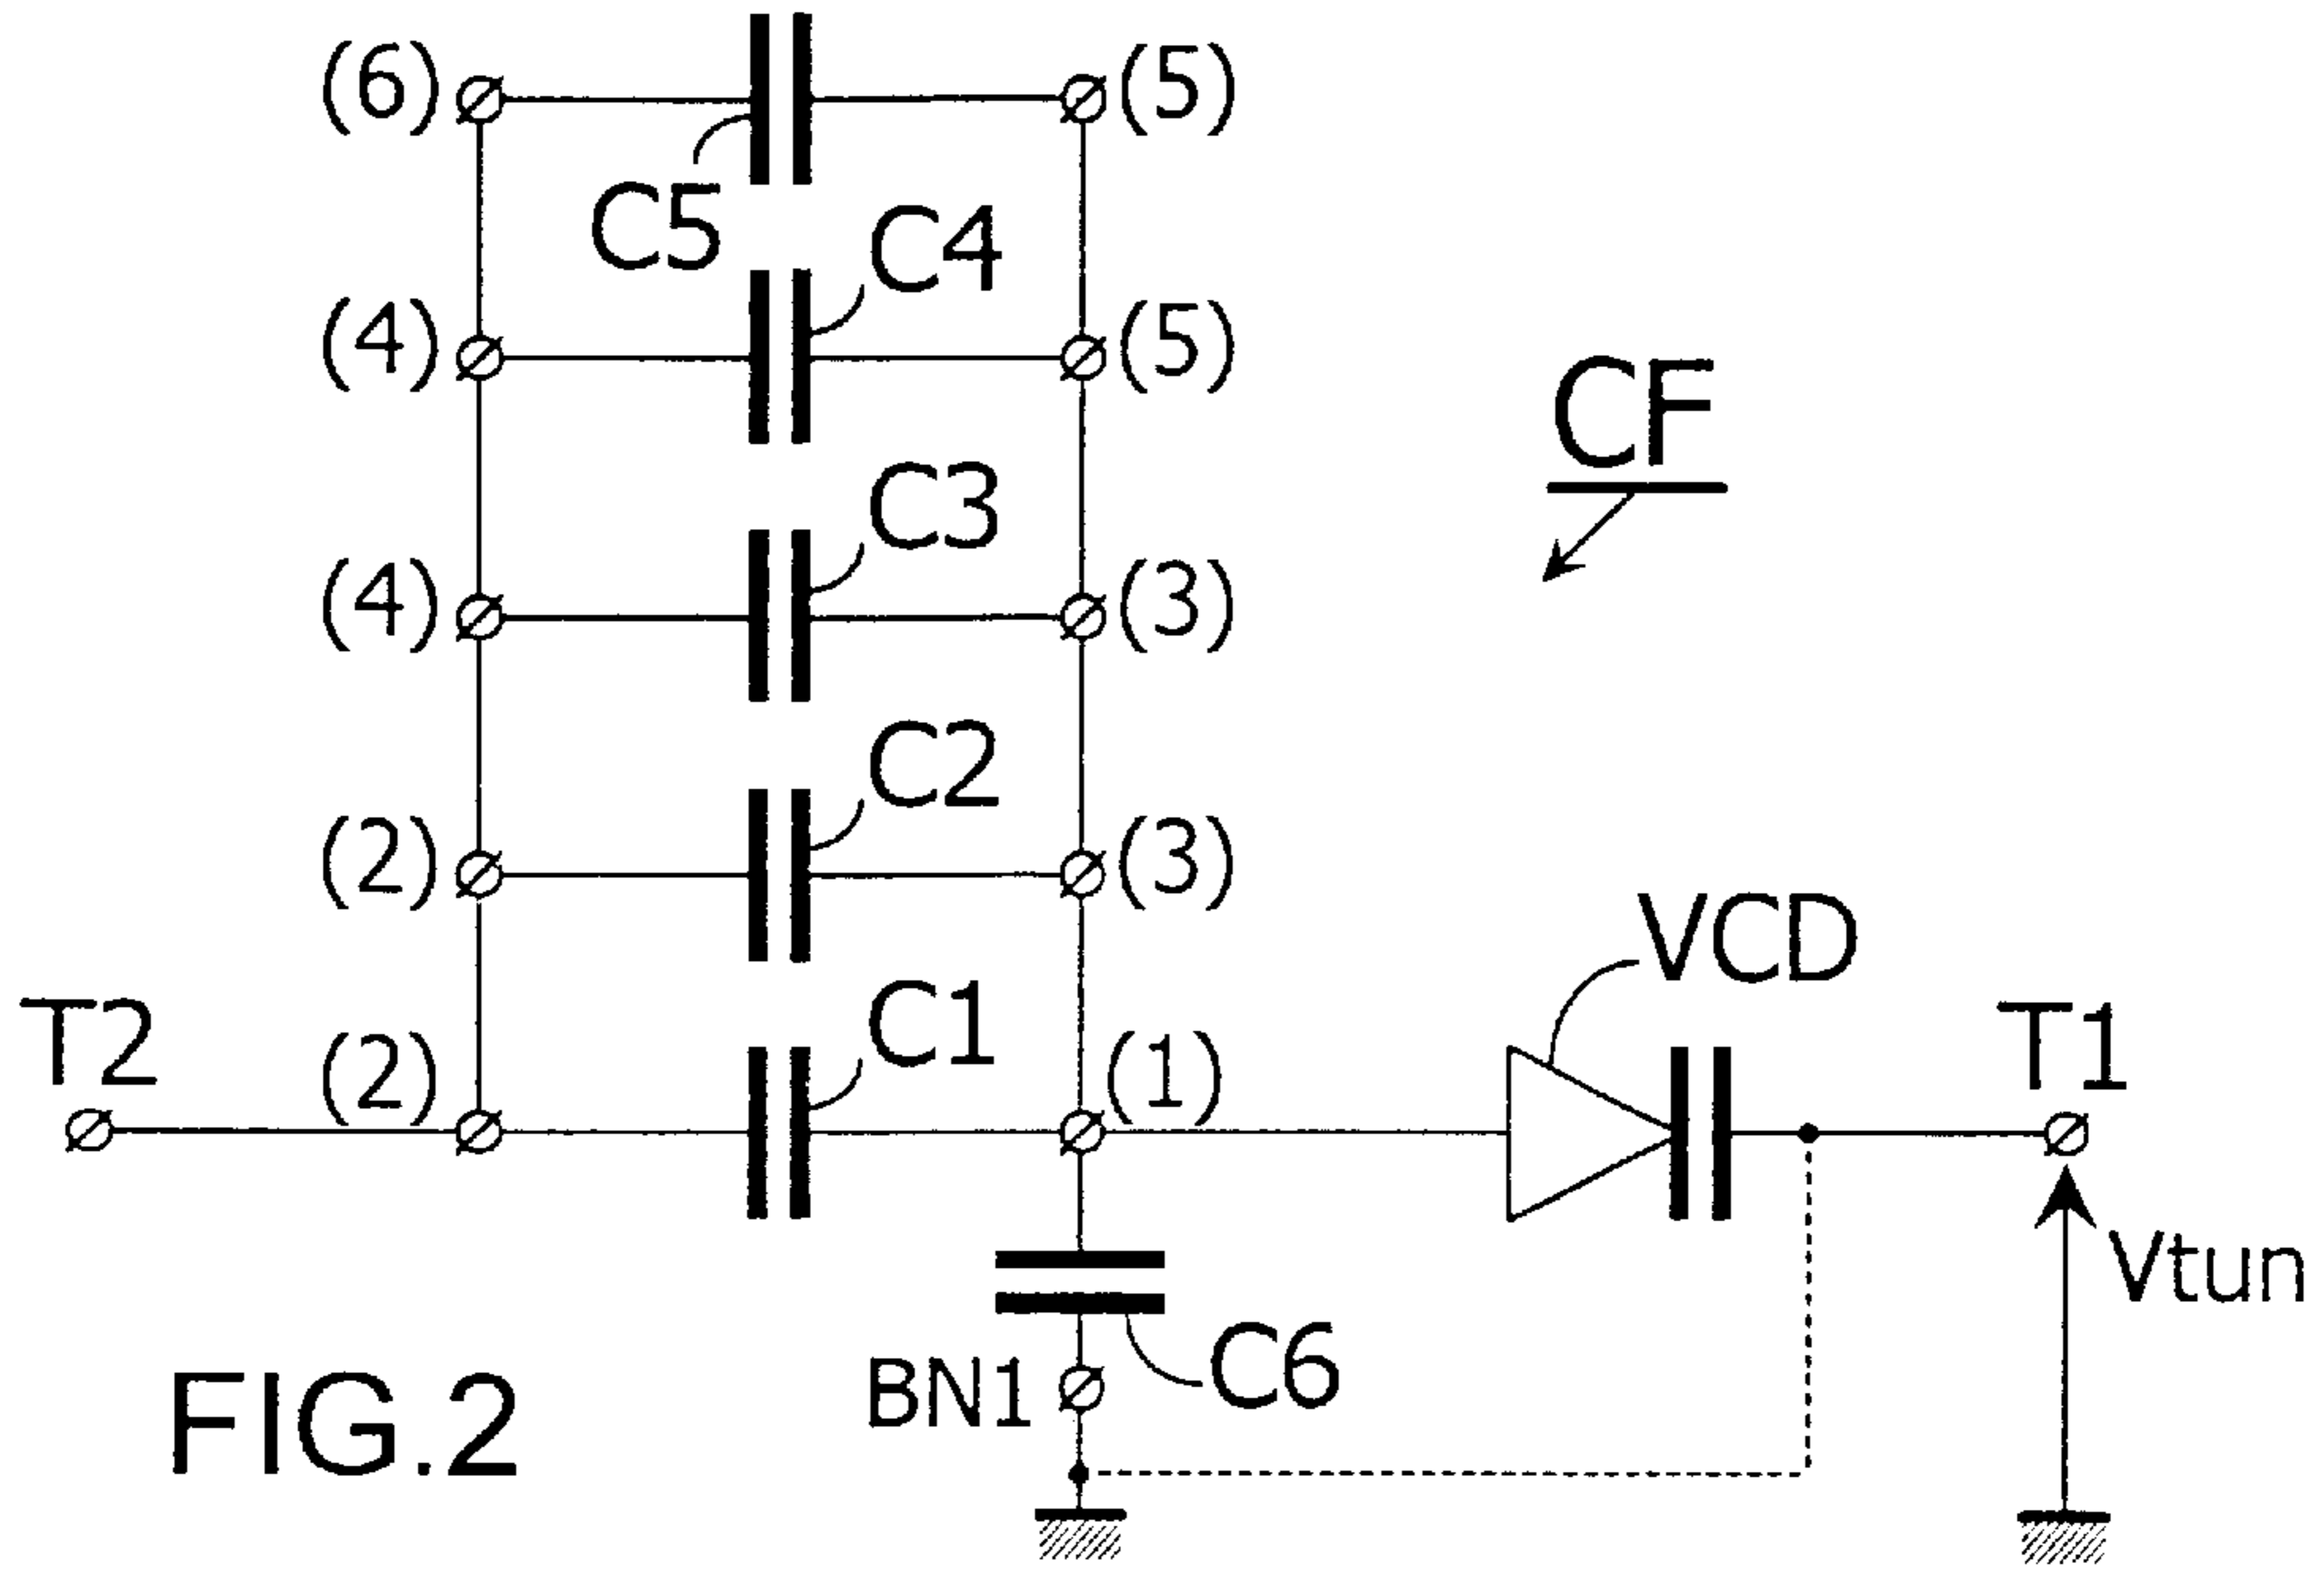 (6) (5)
C5 C4
(4) (5)
CF
C3
(4) (3)
C2
(2) (3)
VCD
T2 (2) C1 (1) T1
Vtun
BN1 C6
FIG.2